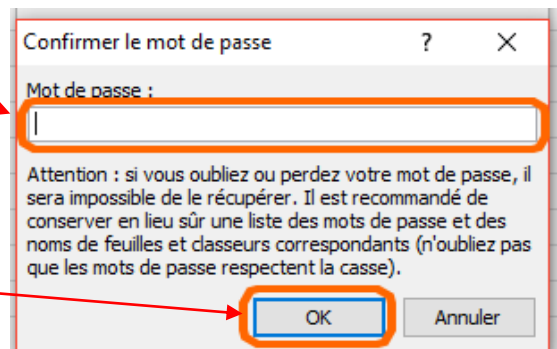 Confirmer le mot de passe ? ×
Mot de passe :
Attention : si vous oubliez ou perdez votre mot de passe, il
sera impossible de le récupérer. Il est recommandé de
conserver en lieu sûr une liste des mots de passe et des
noms de feuilles et classeurs correspondants (n'oubliez pas
que les mots de passe respectent la casse).
OK Annuler